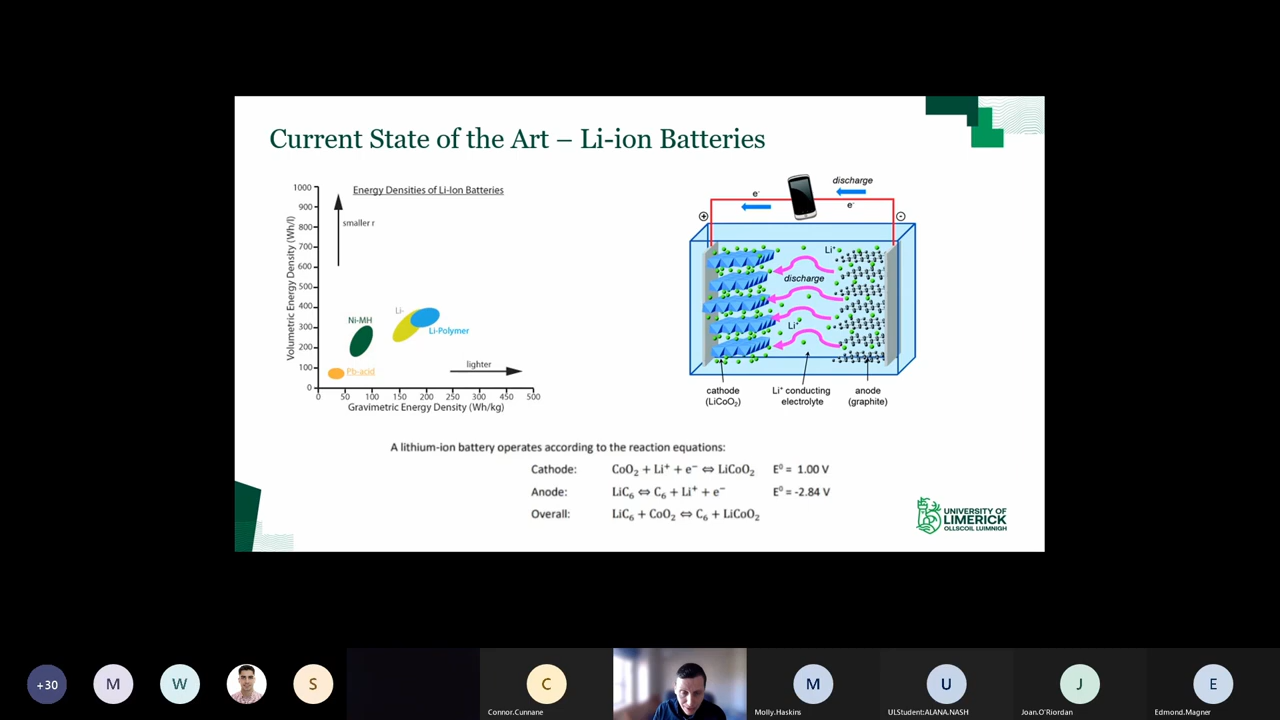 Current State of the Art – Li-ion Batteries
Energy Densities of Li-Ion Batteries
1000
900
800
700
600
500
400
300
200
100
0
Volumetric Energy Density (Wh/l)
smaller r
Ni-MH
Li-
Li-Polymer
Pb-acid
lighter
0 50 100 150 200 250 300 350 400 500
Gravimetric Energy Density (Wh/kg)
discharge
e⁻
e⁻
+
-
Li⁺
discharge
Li⁺
cathode
(LiCoO₂)
Li⁺ conducting
electrolyte
anode
(graphite)
A lithium-ion battery operates according to the reaction equations:
Cathode: CoO₂ + Li⁺ + e⁻ ⇔ LiCoO₂ E⁰ = 1.00 V
Anode: LiC₆ ⇔ C₆ + Li⁺ + e⁻ E⁰ = -2.84 V
Overall: LiC₆ + CoO₂ ⇔ C₆ + LiCoO₂
UNIVERSITY OF
LIMERICK
OLLSCOIL LUIMNIGH
+30
M
W
S
C
M
U
J
E
Connor.Cunnane
Molly.Haskins
ULStudent:ALANA.NASH
Joan.O'Riordan
Edmond.Magner